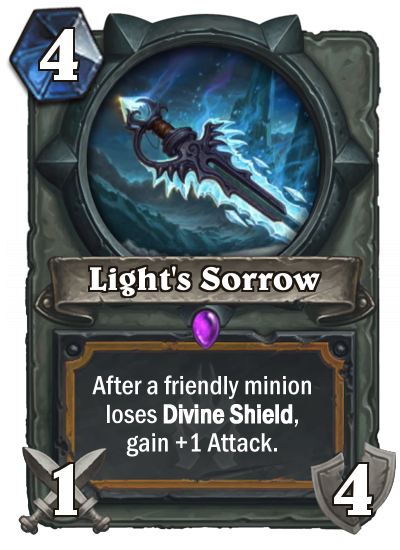 4
Light's Sorrow
After a friendly minion
loses Divine Shield,
gain +1 Attack.
1
4